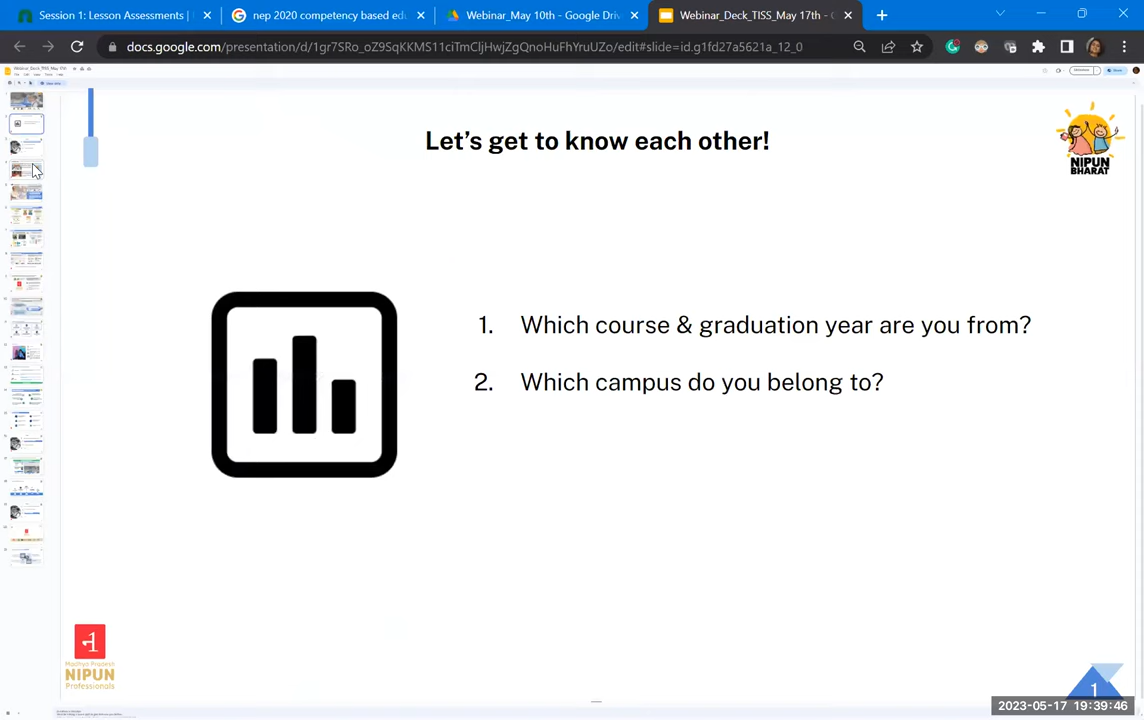 Session 1: Lesson Assessments |
nep 2020 competency based edu
Webinar_May 10th - Google Driv
Webinar_Deck_TISS_May 17th - G
docs.google.com/presentation/d/1gr7SRo_oZ9SqKKMS11ciTmCljHwjZgQnoHuFhYruUZo/edit#slide=id.g1fd27a5621a_12_0
Let's get to know each other!
NIPUN
BHARAT
1. Which course & graduation year are you from?
2. Which campus do you belong to?
Madhya Pradesh
NIPUN
Professionals
1
2023-05-17 19:39:46